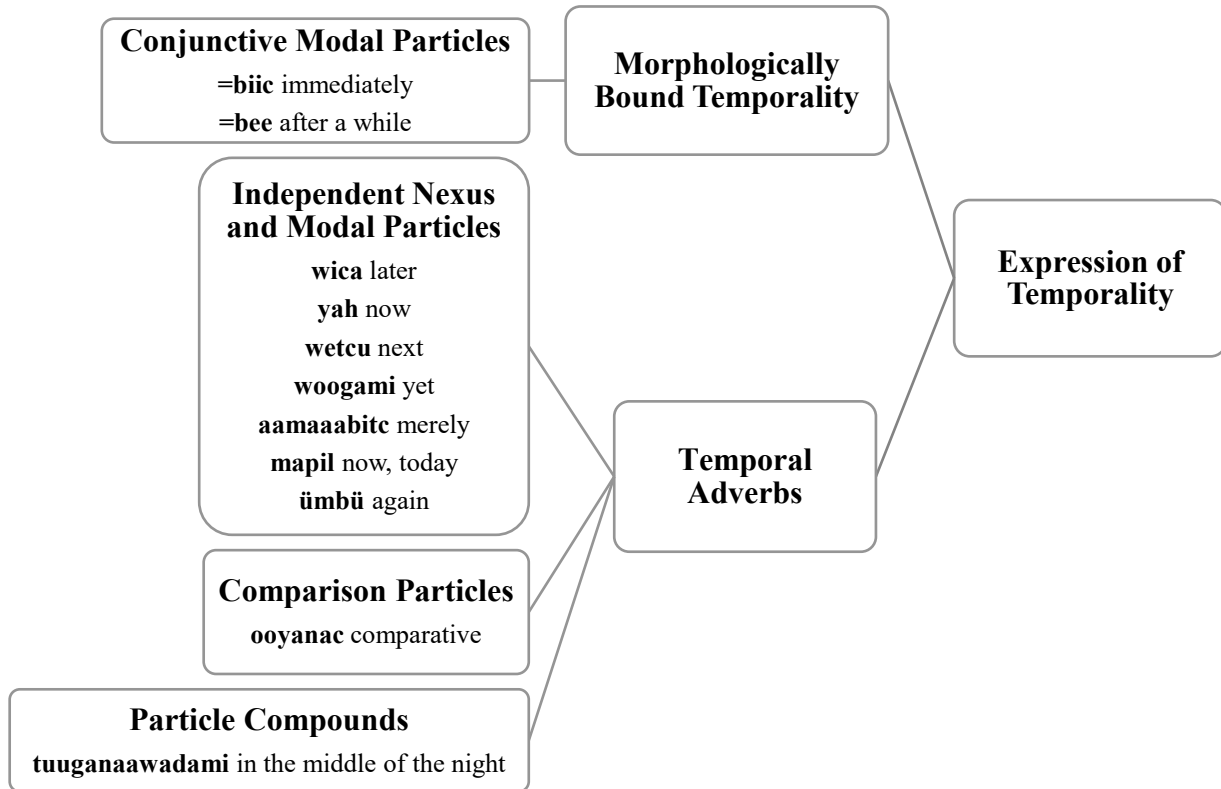 Conjunctive Modal Particles
=biic immediately
=bee after a while
Morphologically
Bound Temporality
Independent Nexus
and Modal Particles
wica later
yah now
wetcu next
woogami yet
aamaaabitc merely
mapil now, today
ümbü again
Expression of
Temporality
Temporal
Adverbs
Comparison Particles
ooyanac comparative
Particle Compounds
tuuganaawadami in the middle of the night